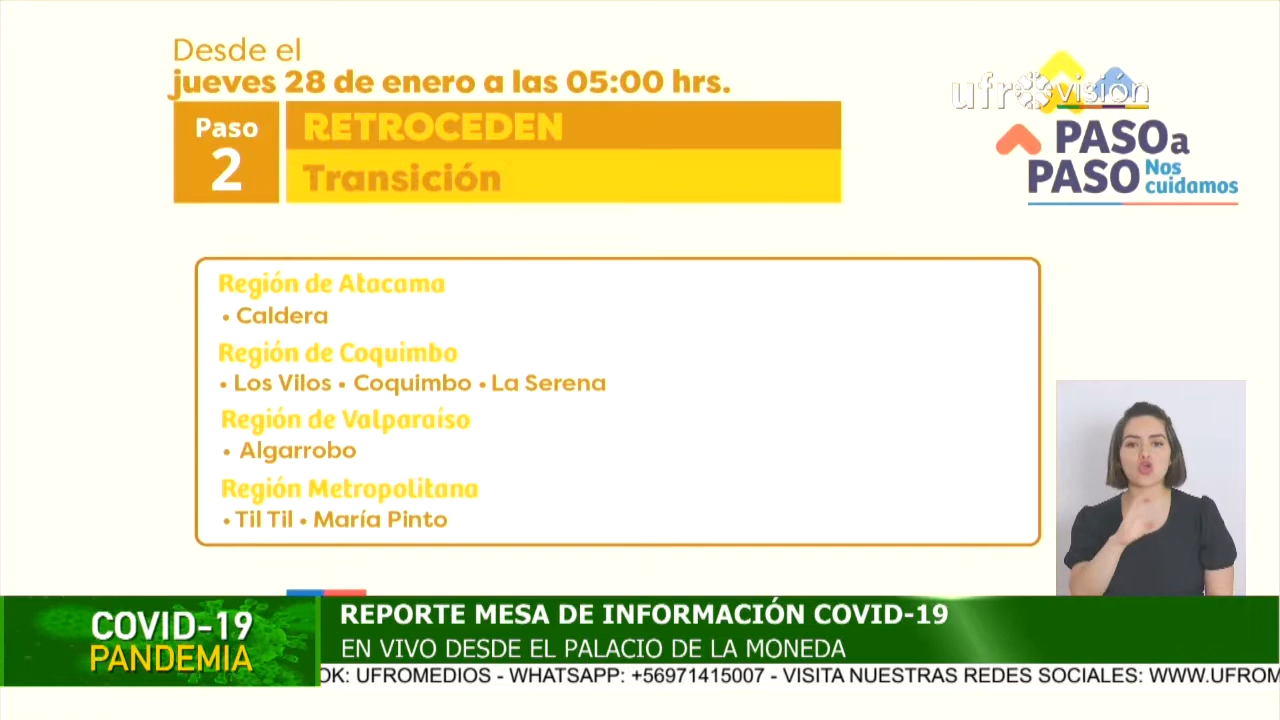 Desde el
jueves 28 de enero a las 05:00 hrs.
Paso
2
RETROCEDEN
Transición
ufrovisión
PASO a
PASO Nos
cuidamos
Región de Atacama
• Caldera
Región de Coquimbo
• Los Vilos • Coquimbo • La Serena
Región de Valparaíso
• Algarrobo
Región Metropolitana
• Til Til • María Pinto
COVID-19
PANDEMIA
REPORTE MESA DE INFORMACIÓN COVID-19
EN VIVO DESDE EL PALACIO DE LA MONEDA
OK: UFROMEDIOS - WHATSAPP: +56971415007 - VISITA NUESTRAS REDES SOCIALES: WWW.UFROM